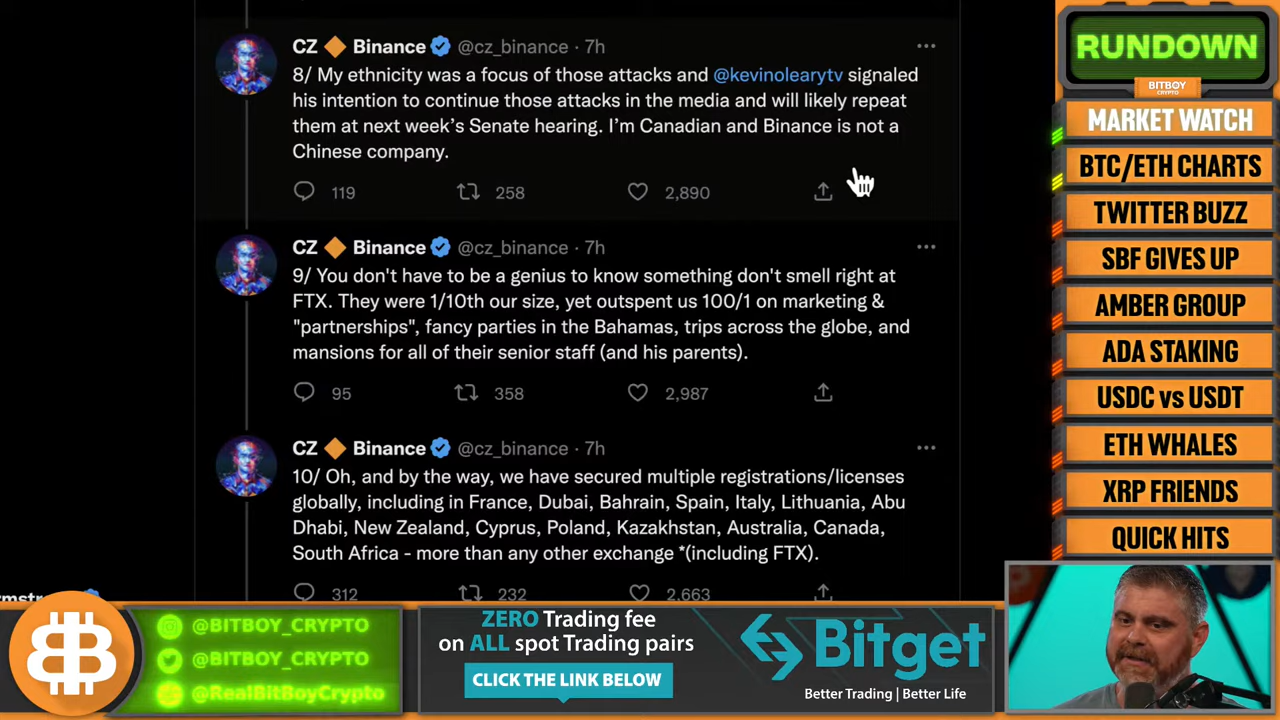 CZ 🔶 Binance @cz_binance · 7h
8/ My ethnicity was a focus of those attacks and @kevinolearytv signaled
his intention to continue those attacks in the media and will likely repeat
them at next week’s Senate hearing. I’m Canadian and Binance is not a
Chinese company.
119 258 2,890
CZ 🔶 Binance @cz_binance · 7h
9/ You don't have to be a genius to know something don't smell right at
FTX. They were 1/10th our size, yet outspent us 100/1 on marketing &
"partnerships", fancy parties in the Bahamas, trips across the globe, and
mansions for all of their senior staff (and his parents).
95 358 2,987
CZ 🔶 Binance @cz_binance · 7h
10/ Oh, and by the way, we have secured multiple registrations/licenses
globally, including in France, Dubai, Bahrain, Spain, Italy, Lithuania, Abu
Dhabi, New Zealand, Cyprus, Poland, Kazakhstan, Australia, Canada,
South Africa - more than any other exchange *(including FTX).
312 232 2,663
RUNDOWN
BITBOY
CRYPTO
MARKET WATCH
BTC/ETH CHARTS
TWITTER BUZZ
SBF GIVES UP
AMBER GROUP
ADA STAKING
USDC vs USDT
ETH WHALES
XRP FRIENDS
QUICK HITS
@BITBOY_CRYPTO
@BITBOY_CRYPTO
@RealBitBoyCrypto
ZERO Trading fee
on ALL spot Trading pairs
CLICK THE LINK BELOW
Bitget
Better Trading | Better Life